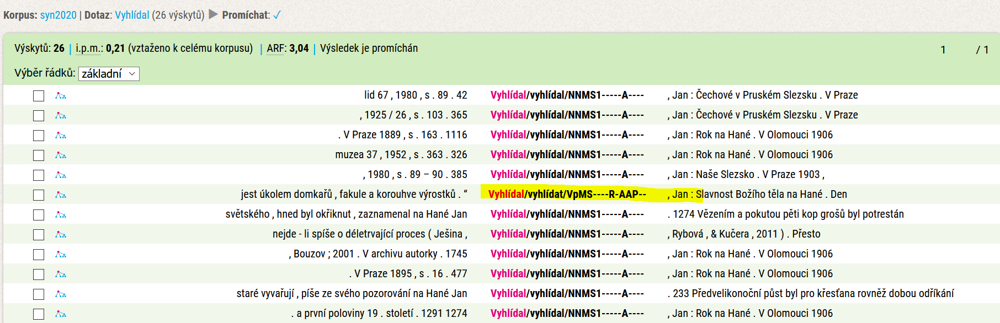 Korpus: syn2020 | Dotaz: Vyhlídal (26 výskytů) ▶ Promíchat: ✓
Výskytů: 26 | i.p.m.: 0,21 (vztaženo k celému korpusu) | ARF: 3,04 | Výsledek je promíchán 1 / 1
Výběr řádků: základní
lid 67 , 1980 , s . 89 . 42 Vyhlídal/vyhlídal/NNMS1-----A---- , Jan : Čechové v Pruském Slezsku . V Praze
, 1925 / 26 , s . 103 . 365 Vyhlídal/vyhlídal/NNMS1-----A---- , Jan : Čechové v Pruském Slezsku . V Praze
. V Praze 1889 , s . 163 . 1116 Vyhlídal/vyhlídal/NNMS1-----A---- , Jan : Rok na Hané . V Olomouci 1906
muzea 37 , 1952 , s . 363 . 326 Vyhlídal/vyhlídal/NNMS1-----A---- , Jan : Rok na Hané . V Olomouci 1906
, 1980 , s . 89 – 90 . 385 Vyhlídal/vyhlídal/NNMS1-----A---- , Jan : Naše Slezsko . V Praze 1903 ,
jest úkolem domkařů , fakule a korouhve výrostků . “ Vyhlídal/vyhlídat/VpMS----R-AAP-- , Jan : Slavnost Božího těla na Hané . Den
světského , hned byl okřiknut , zaznamenal na Hané Jan Vyhlídal/vyhlídal/NNMS1-----A---- . 1274 Vězením a pokutou pěti kop grošů byl potrestán
nejde - li spíše o déletrvající proces ( Ješina , Vyhlídal/vyhlídal/NNMS1-----A---- , Rybová , & Kučera , 2011 ) . Přesto
, Bouzov ; 2001 . V archivu autorky . 1745 Vyhlídal/vyhlídal/NNMS1-----A---- , Jan : Rok na Hané . V Olomouci 1906
. V Praze 1895 , s . 16 . 477 Vyhlídal/vyhlídal/NNMS1-----A---- , Jan : Rok na Hané . V Olomouci 1906
staré vyvařují , píše ze svého pozorování na Hané Jan Vyhlídal/vyhlídal/NNMS1-----A---- . 233 Předvelikonoční půst byl pro křesťana rovněž dobou odříkání
. a první poloviny 19 . století . 1291 1274 Vyhlídal/vyhlídal/NNMS1-----A---- , Jan : Rok na Hané . V Olomouci 1906